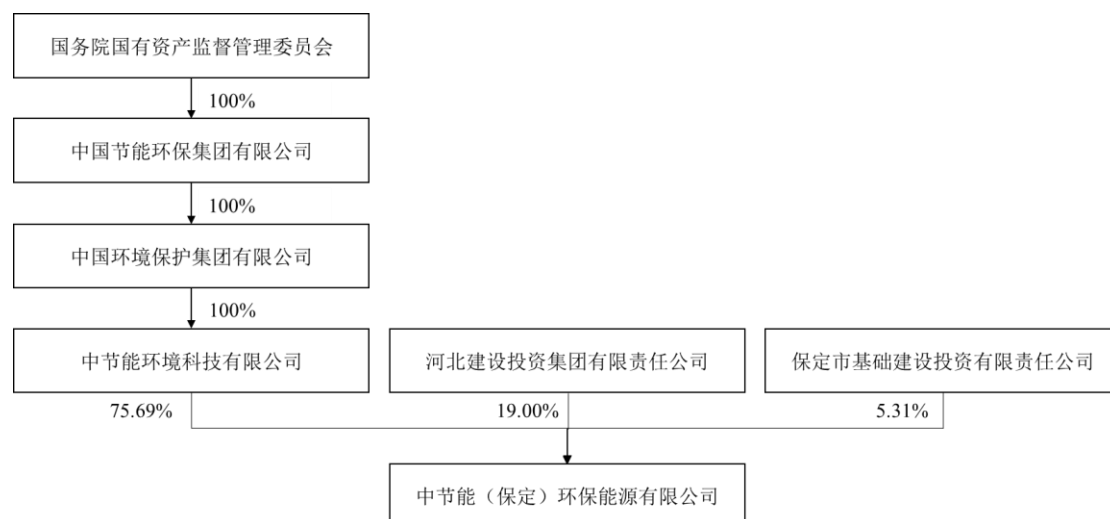 国务院国有资产监督管理委员会
100%
中国节能环保集团有限公司
100%
中国环境保护集团有限公司
100%
中节能环境科技有限公司
河北建设投资集团有限责任公司
保定市基础建设投资有限责任公司
75.69%
19.00%
5.31%
中节能（保定）环保能源有限公司